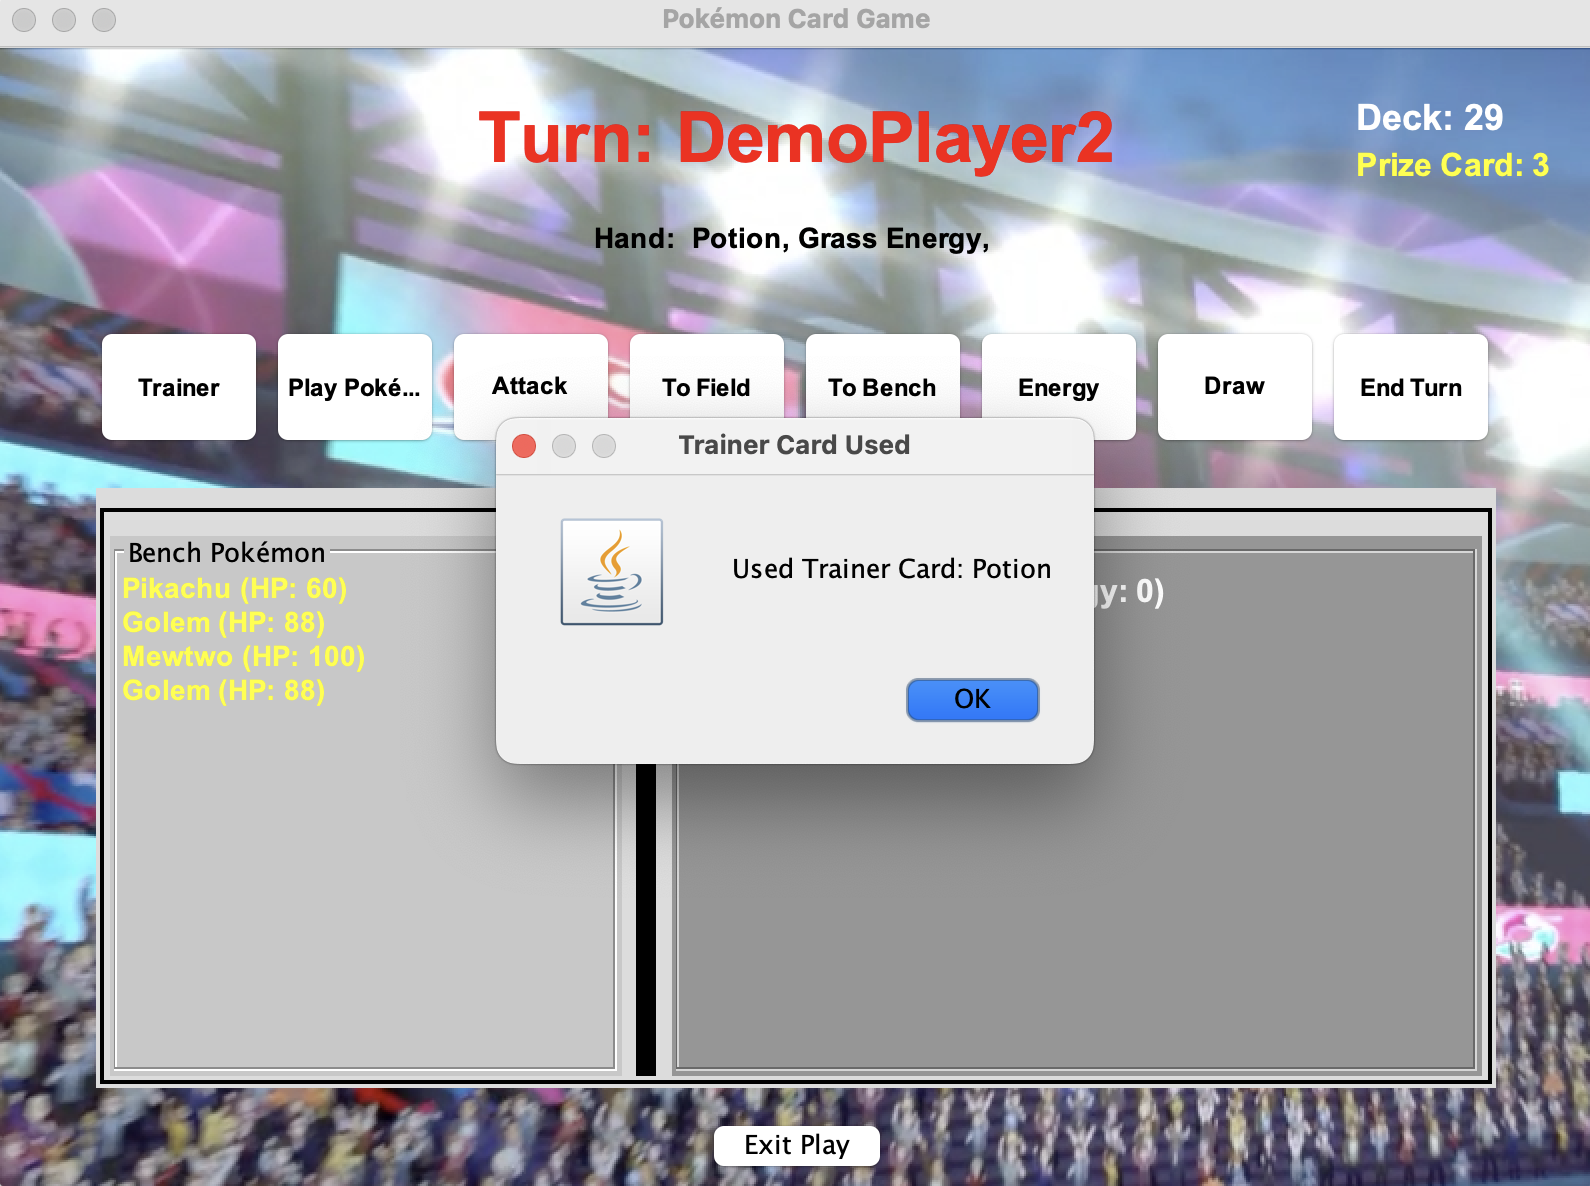 Pokémon Card Game
Turn: DemoPlayer2
Deck: 29
Prize Card: 3
Hand: Potion, Grass Energy,
Trainer
Play Poké...
Attack
To Field
To Bench
Energy
Draw
End Turn
Trainer Card Used
Used Trainer Card: Potion
OK
Bench Pokémon
Pikachu (HP: 60)
Golem (HP: 88)
Mewtwo (HP: 100)
Golem (HP: 88)
: 0)
Exit Play